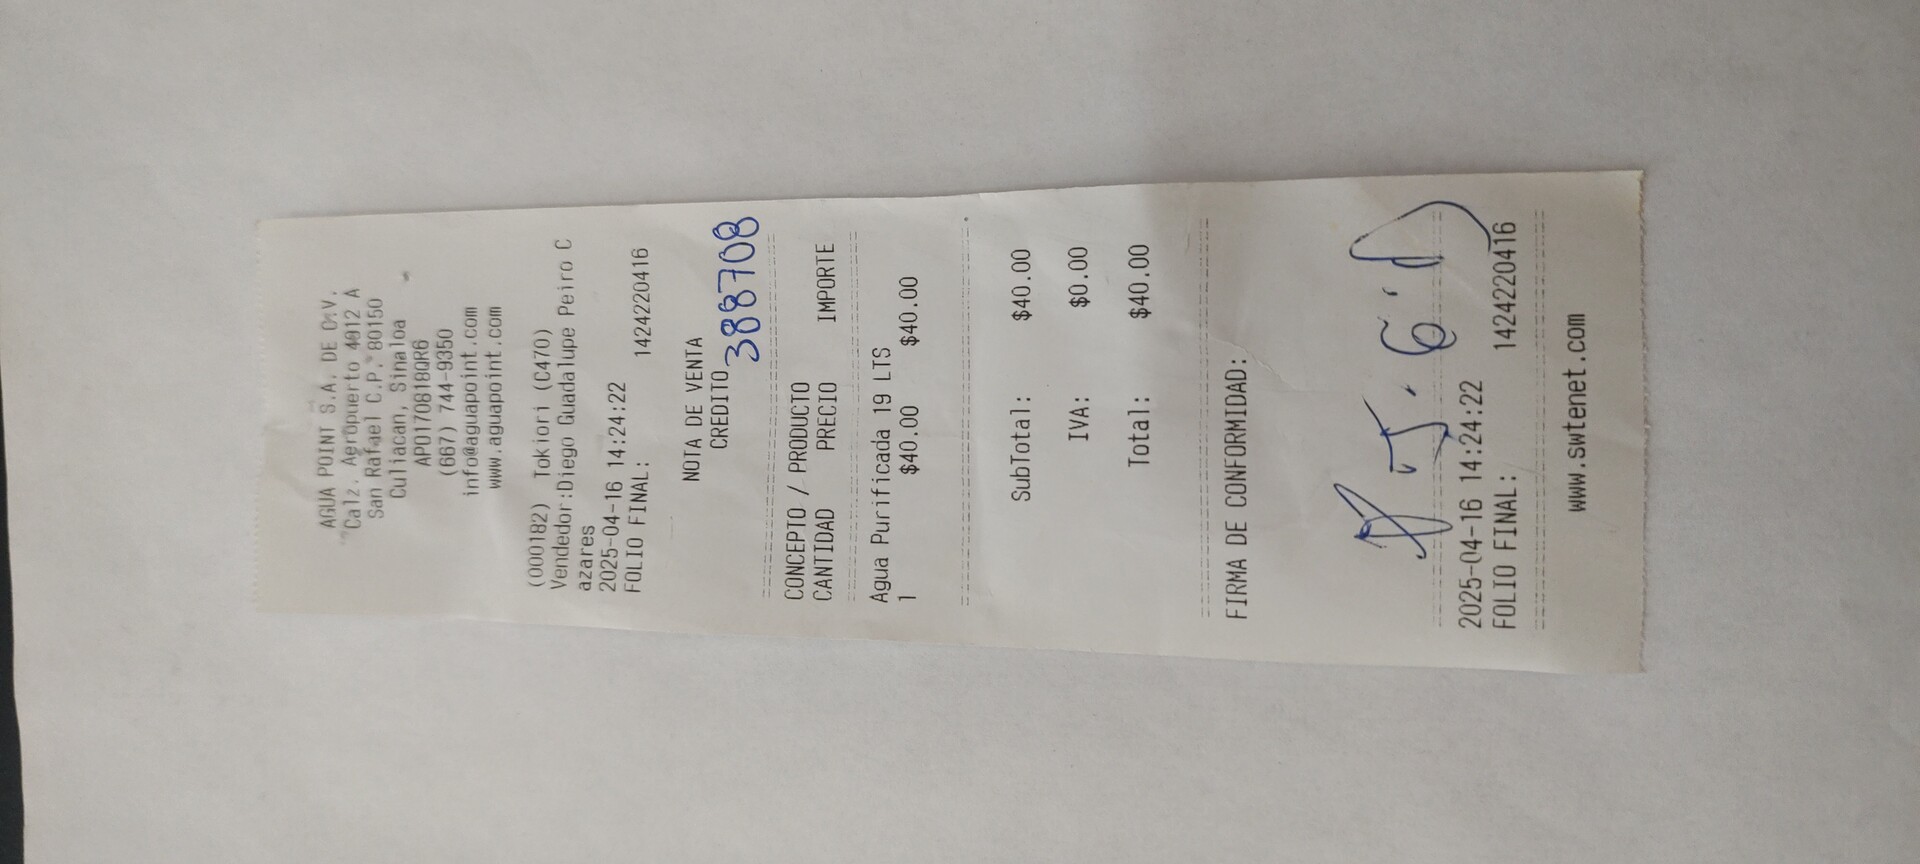 AGUA POINT S.A. DE C.V.
Calz. Aeropuerto 4012 A
San Rafael C.P. 80150
Culiacan, Sinaloa
APO170818QR6
(667) 744-9350
info@aguapoint.com
www.aguapoint.com
(000182) Tokiori (C470)
Vendedor:Diego Guadalupe Peiro C
azares
2025-04-16 14:24:22
FOLIO FINAL: 1424220416
NOTA DE VENTA
CREDITO 388708
CONCEPTO / PRODUCTO
CANTIDAD PRECIO IMPORTE
Agua Purificada 19 LTS
1 $40.00 $40.00
SubTotal: $40.00
IVA: $0.00
Total: $40.00
FIRMA DE CONFORMIDAD:
2025-04-16 14:24:22
FOLIO FINAL: 1424220416
www.swtenet.com